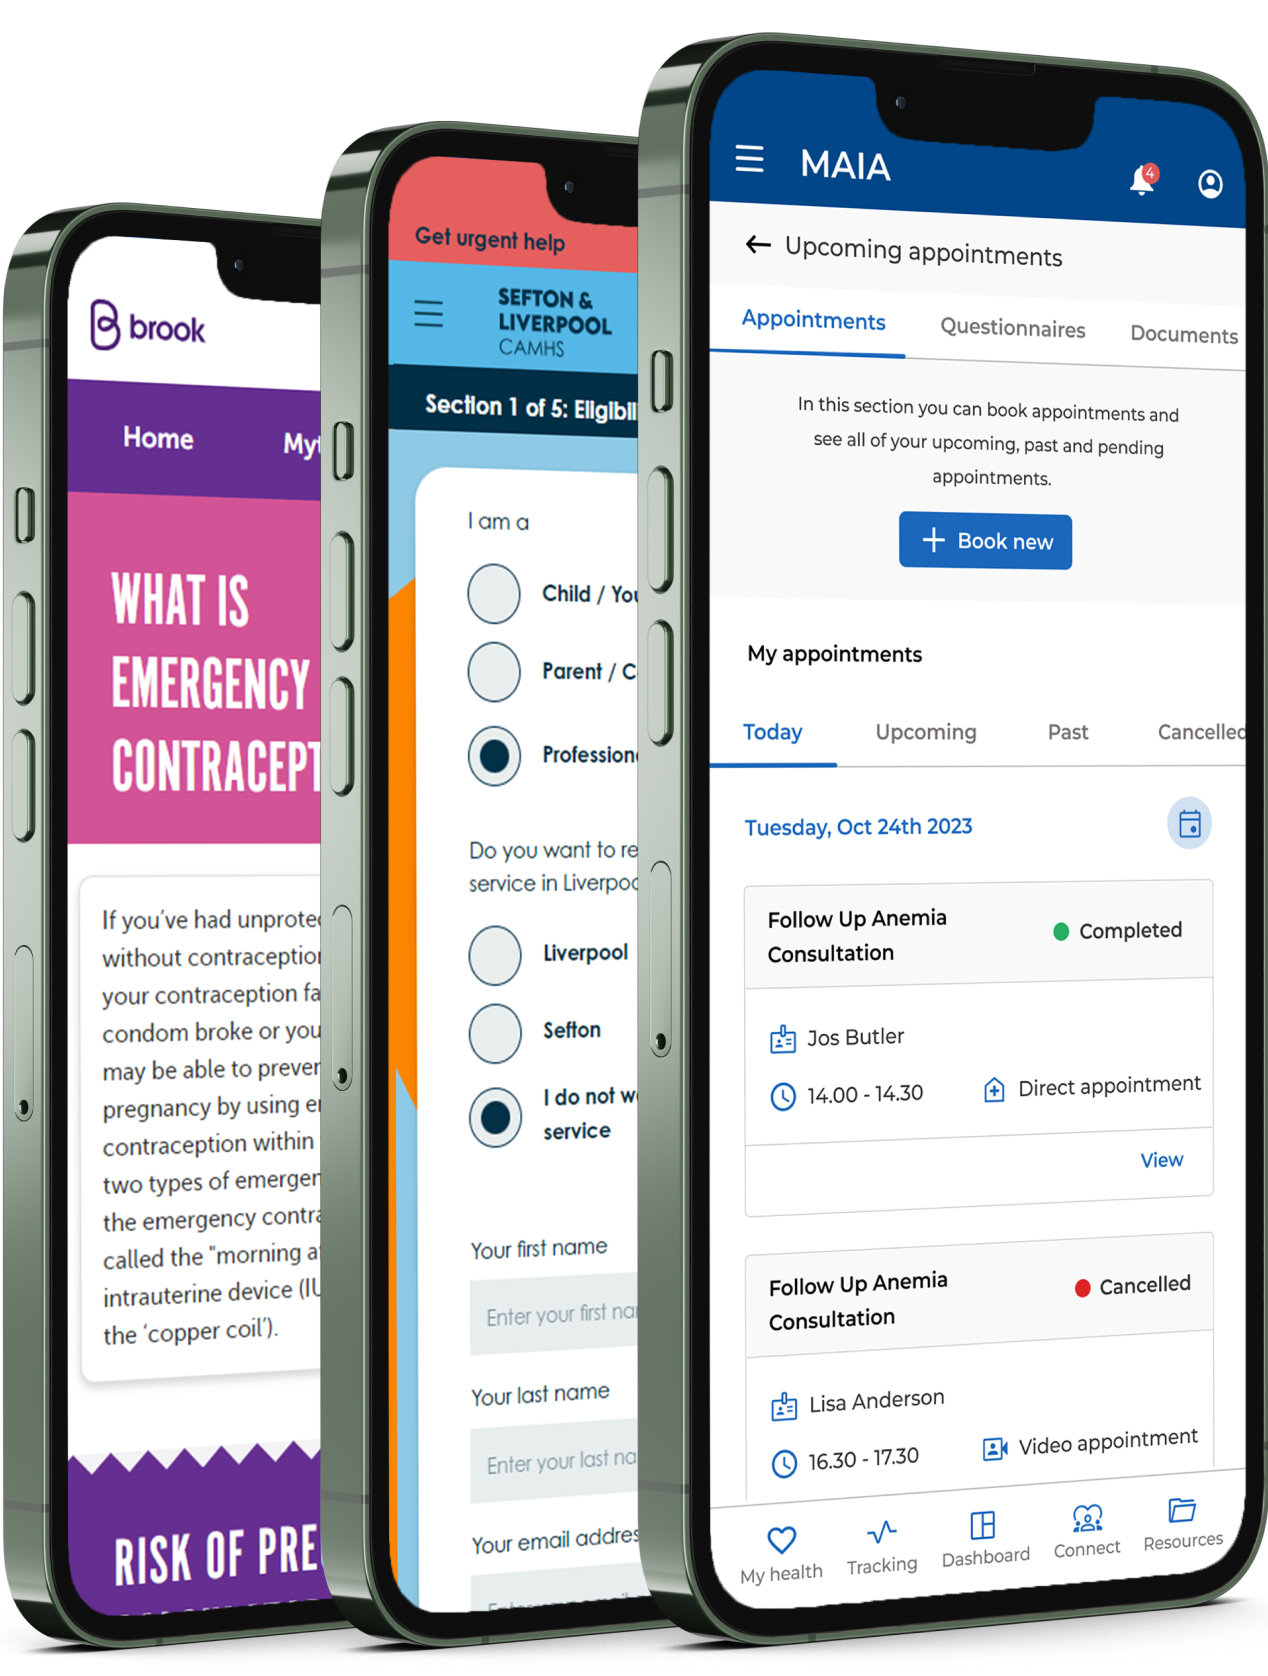 brook
Home
WHAT IS
EMERGENCY
If you've had unprotec
without contraception
your contraception fa
condom broke or you
may be able to prever
pregnancy by using e
contraception within
two types of emerger
the emergency contra
called the "morning a
intrauterine device (IU
the 'copper coil').
RISK OF PRE
Get urgent help
SEFTON &
LIVERPOOL
CAMHS
Section 1 of 5: Eligibili
I am a
Child / You
Parent / C
Profession
Do you want to re
service in Liverpoo
Liverpool
Sefton
I do not w
service
Your first name
Enter your first na
Your last name
Enter your last na
Your email addres
MAIA
4
Upcoming appointments
Appointments Questionnaires Documents
In this section you can book appointments and
see all of your upcoming, past and pending
appointments.
+ Book new
My appointments
Today Upcoming Past Cancelled
Tuesday, Oct 24th 2023
Follow Up Anemia
Consultation
Completed
Jos Butler
14.00 - 14.30 Direct appointment
View
Follow Up Anemia
Consultation
Cancelled
Lisa Anderson
16.30 - 17.30 Video appointment
My health Tracking Dashboard Connect Resources